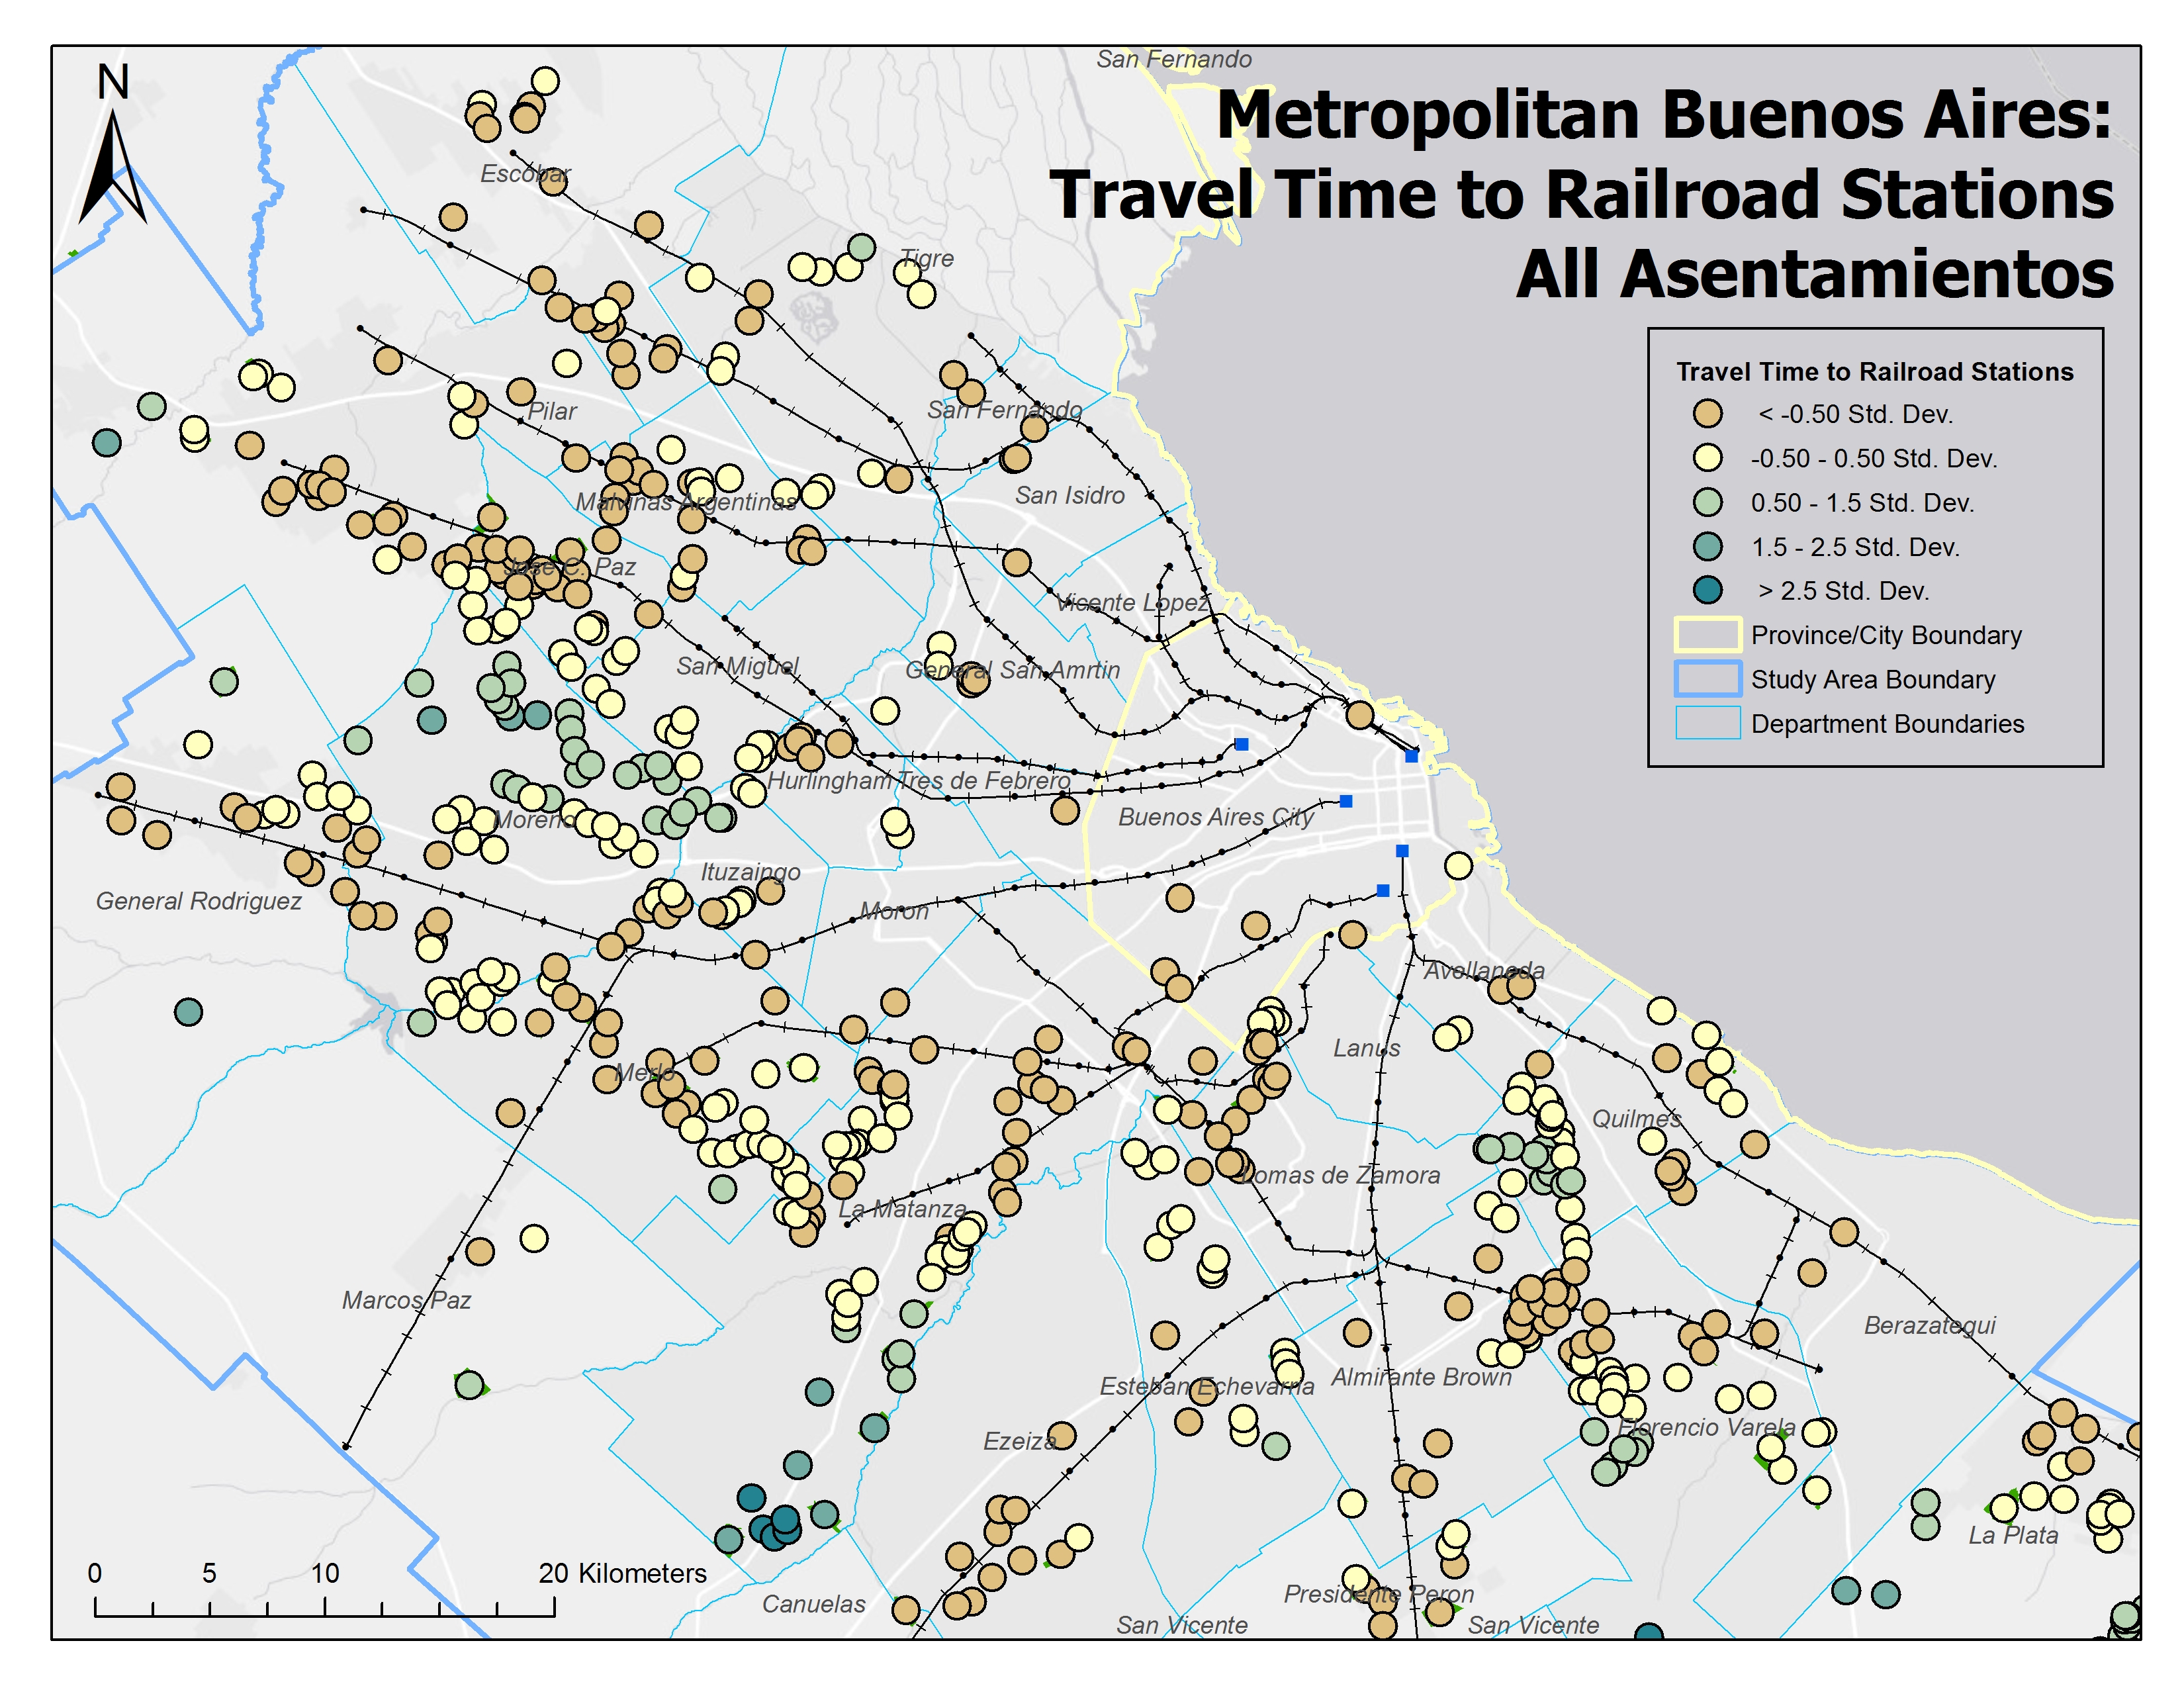 San Fernando
N
Metropolitan Buenos Aires:
Travel Time to Railroad Stations
All Asentamientos
Escobar
Tigre
Travel Time to Railroad Stations
< -0.50 Std. Dev.
-0.50 - 0.50 Std. Dev.
0.50 - 1.5 Std. Dev.
1.5 - 2.5 Std. Dev.
> 2.5 Std. Dev.
Province/City Boundary
Study Area Boundary
Department Boundaries
Pilar
San Fernando
Malvinas Argentinas
San Isidro
Jose C. Paz
Vicente Lopez
San Miguel
General San Amrtin
Hurlingham
Tres de Febrero
Moreno
Buenos Aires City
Ituzaingo
General Rodriguez
Moron
Avollaneda
Lanus
Merlo
Quilmes
Lomas de Zamora
La Matanza
Marcos Paz
Berazategui
Esteban Echevarria
Almirante Brown
Ezeiza
Florencio Varela
La Plata
0 5 10 20 Kilometers
Canuelas
Presidente Peron
San Vicente
San Vicente